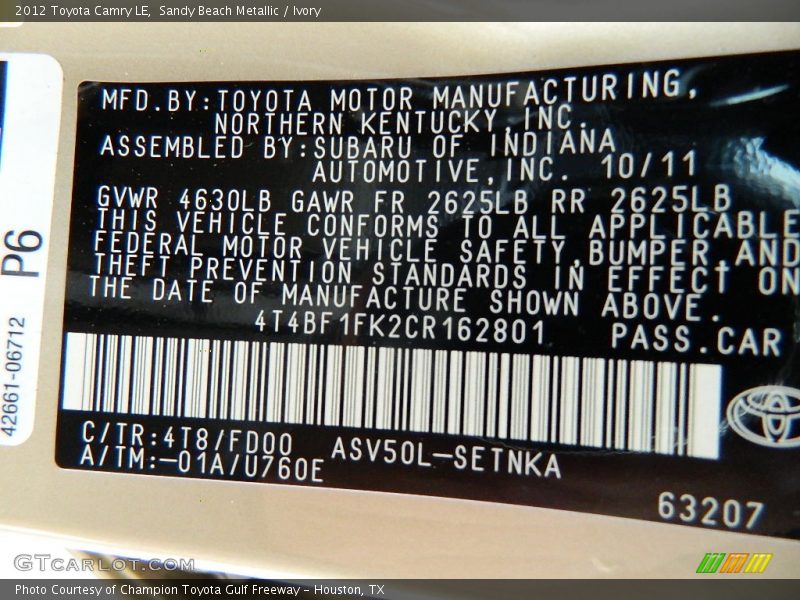 2012 Toyota Camry LE,  Sandy Beach Metallic / Ivory
MFD.BY:TOYOTA MOTOR MANUFACTURING,
NORTHERN KENTUCKY,INC.
ASSEMBLED BY:SUBARU OF INDIANA
AUTOMOTIVE,INC. 10/11
GVWR 4630LB GAWR FR 2625LB RR 2625LB
THIS VEHICLE CONFORMS TO ALL APPLICABLE
FEDERAL MOTOR VEHICLE SAFETY,BUMPER,AND
THEFT PREVENTION STANDARDS IN EFFECT ON
THE DATE OF MANUFACTURE SHOWN ABOVE.
4T4BF1FK2CR162801 PASS.CAR
C/TR:4T8/FD00 ASV50L-SETNKA
A/TM:-01A/U760E
63207
P6
42661-06712
GTCARLOT.COM
Photo Courtesy of Champion Toyota Gulf Freeway - Houston, TX